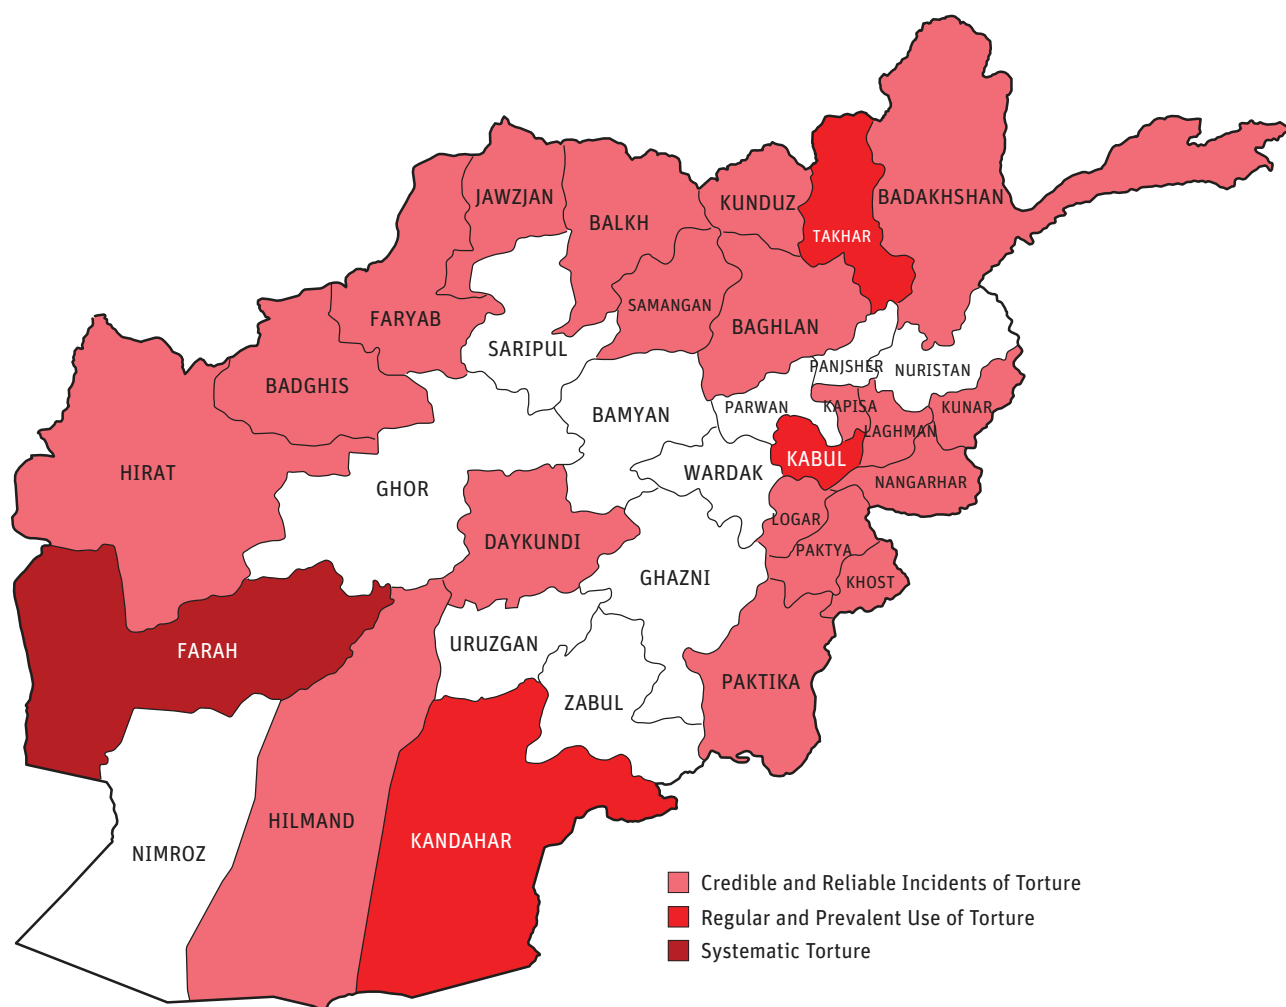 JAWZJAN
BALKH
KUNDUZ
TAKHAR
BADAKHSHAN
FARYAB
SAMANGAN
BAGHLAN
SARIPUL
BADGHIS
PANJSHER
NURISTAN
BAMYAN
PARWAN
KAPISA
KUNAR
LAGHMAN
HIRAT
GHOR
WARDAK
KABUL
NANGARHAR
LOGAR
DAYKUNDI
PAKTYA
GHAZNI
KHOST
FARAH
URUZGAN
PAKTIKA
ZABUL
HILMAND
KANDAHAR
NIMROZ
Credible and Reliable Incidents of Torture
Regular and Prevalent Use of Torture
Systematic Torture